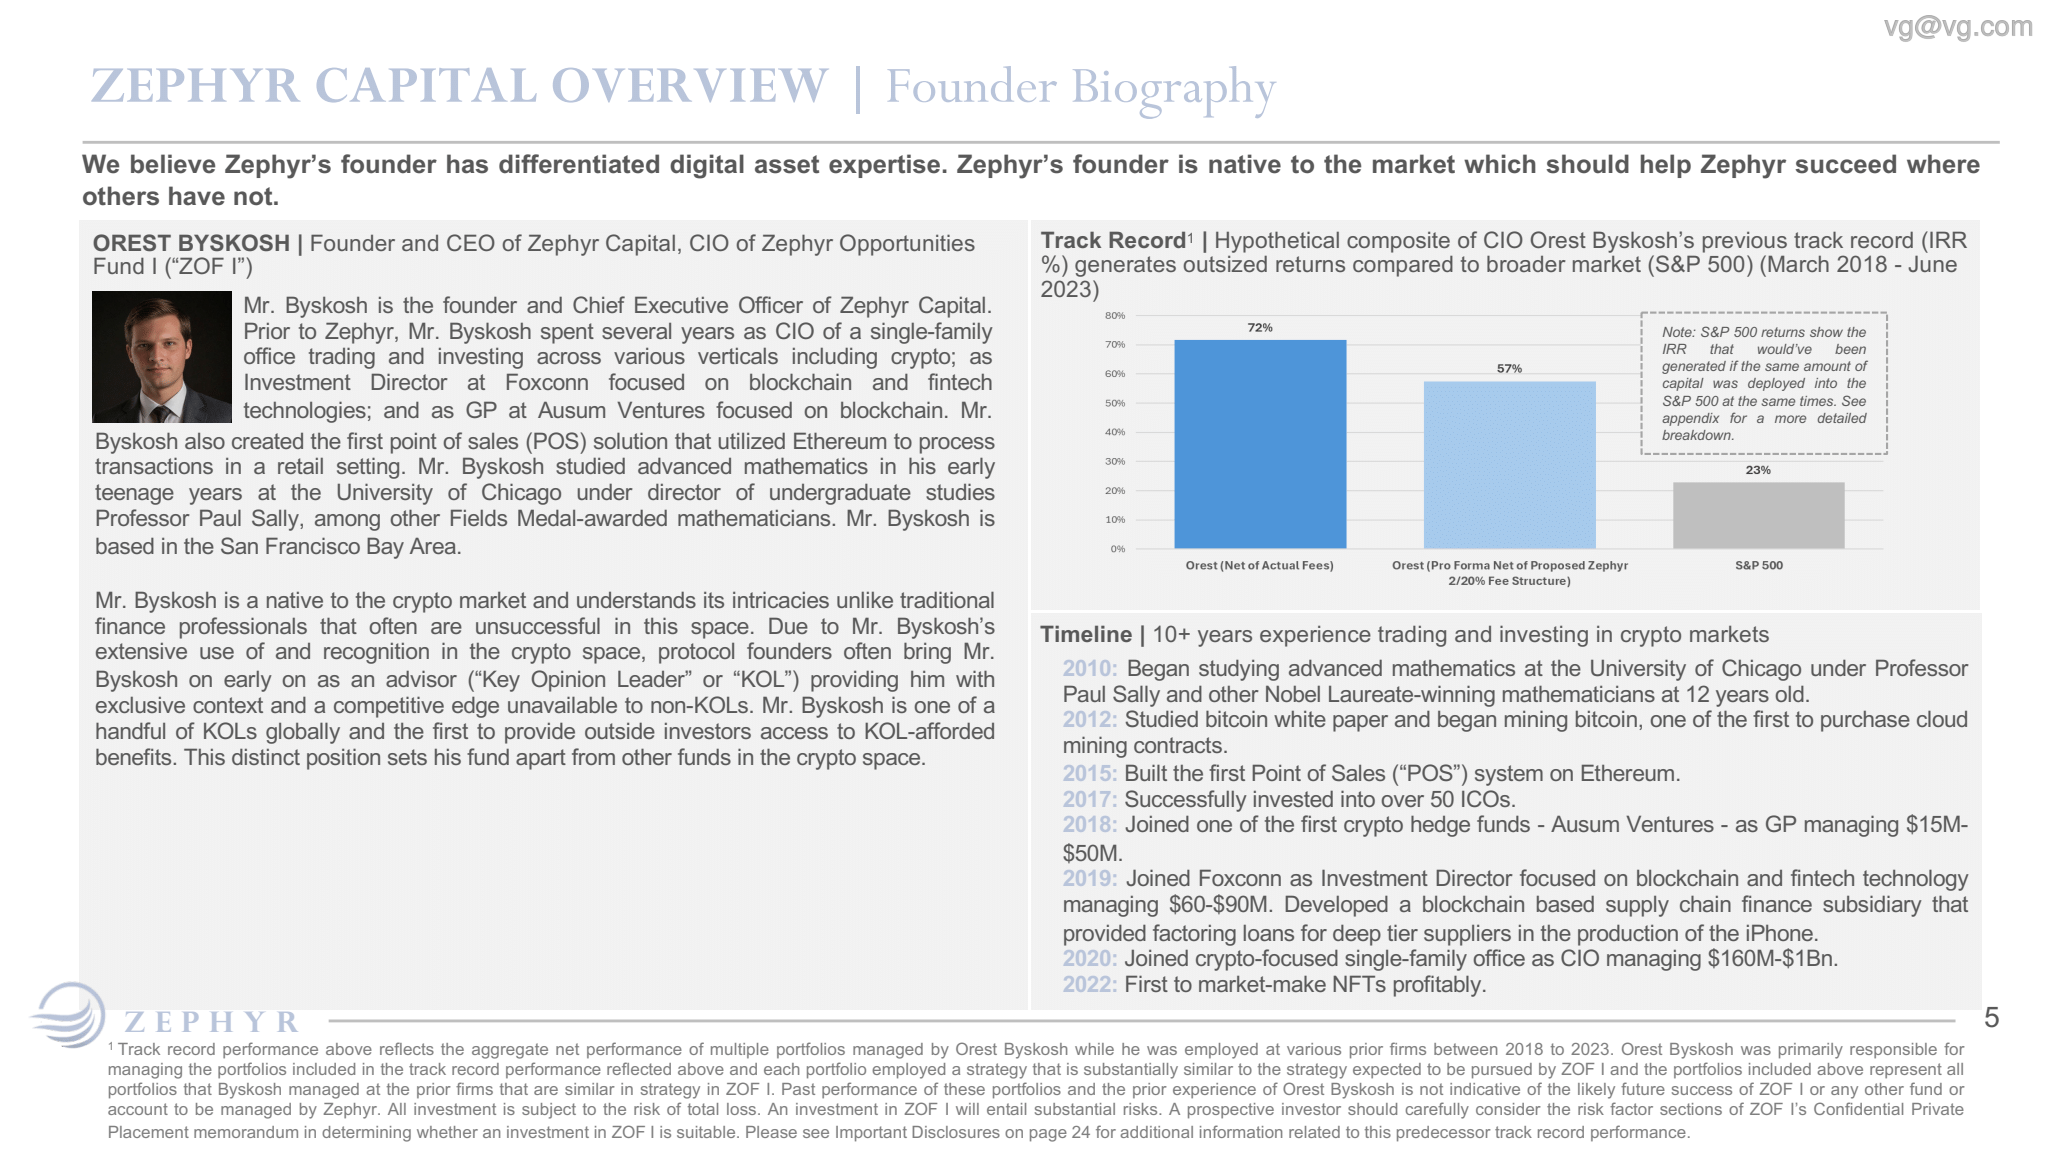 vg@vg.com
ZEPHYR CAPITAL OVERVIEW | Founder Biography
We believe Zephyr’s founder has differentiated digital asset expertise. Zephyr’s founder is native to the market which should help Zephyr succeed where
others have not.
OREST BYSKOSH | Founder and CEO of Zephyr Capital, CIO of Zephyr Opportunities
Fund I (“ZOF I”)
Mr. Byskosh is the founder and Chief Executive Officer of Zephyr Capital.
Prior to Zephyr, Mr. Byskosh spent several years as CIO of a single-family
office trading and investing across various verticals including crypto; as
Investment Director at Foxconn focused on blockchain and fintech
technologies; and as GP at Ausum Ventures focused on blockchain. Mr.
Byskosh also created the first point of sales (POS) solution that utilized Ethereum to process
transactions in a retail setting. Mr. Byskosh studied advanced mathematics in his early
teenage years at the University of Chicago under director of undergraduate studies
Professor Paul Sally, among other Fields Medal-awarded mathematicians. Mr. Byskosh is
based in the San Francisco Bay Area.
Mr. Byskosh is a native to the crypto market and understands its intricacies unlike traditional
finance professionals that often are unsuccessful in this space. Due to Mr. Byskosh’s
extensive use of and recognition in the crypto space, protocol founders often bring Mr.
Byskosh on early on as an advisor (“Key Opinion Leader” or “KOL”) providing him with
exclusive context and a competitive edge unavailable to non-KOLs. Mr. Byskosh is one of a
handful of KOLs globally and the first to provide outside investors access to KOL-afforded
benefits. This distinct position sets his fund apart from other funds in the crypto space.
Track Record¹ | Hypothetical composite of CIO Orest Byskosh’s previous track record (IRR
%) generates outsized returns compared to broader market (S&P 500) (March 2018 - June
2023)
80%
70%
60%
50%
40%
30%
20%
10%
0%
72%
57%
23%
Note: S&P 500 returns show the
IRR that would’ve been
generated if the same amount of
capital was deployed into the
S&P 500 at the same times. See
appendix for a more detailed
breakdown.
Orest (Net of Actual Fees)
Orest (Pro Forma Net of Proposed Zephyr
2/20% Fee Structure)
S&P 500
Timeline | 10+ years experience trading and investing in crypto markets
2010: Began studying advanced mathematics at the University of Chicago under Professor
Paul Sally and other Nobel Laureate-winning mathematicians at 12 years old.
2012: Studied bitcoin white paper and began mining bitcoin, one of the first to purchase cloud
mining contracts.
2015: Built the first Point of Sales (“POS”) system on Ethereum.
2017: Successfully invested into over 50 ICOs.
2018: Joined one of the first crypto hedge funds - Ausum Ventures - as GP managing $15M-
$50M.
2019: Joined Foxconn as Investment Director focused on blockchain and fintech technology
managing $60-$90M. Developed a blockchain based supply chain finance subsidiary that
provided factoring loans for deep tier suppliers in the production of the iPhone.
2020: Joined crypto-focused single-family office as CIO managing $160M-$1Bn.
2022: First to market-make NFTs profitably.
ZEPHYR
5
¹ Track record performance above reflects the aggregate net performance of multiple portfolios managed by Orest Byskosh while he was employed at various prior firms between 2018 to 2023. Orest Byskosh was primarily responsible for
managing the portfolios included in the track record performance reflected above and each portfolio employed a strategy that is substantially similar to the strategy expected to be pursued by ZOF I and the portfolios included above represent all
portfolios that Byskosh managed at the prior firms that are similar in strategy in ZOF I. Past performance of these portfolios and the prior experience of Orest Byskosh is not indicative of the likely future success of ZOF I or any other fund or
account to be managed by Zephyr. All investment is subject to the risk of total loss. An investment in ZOF I will entail substantial risks. A prospective investor should carefully consider the risk factor sections of ZOF I’s Confidential Private
Placement memorandum in determining whether an investment in ZOF I is suitable. Please see Important Disclosures on page 24 for additional information related to this predecessor track record performance.